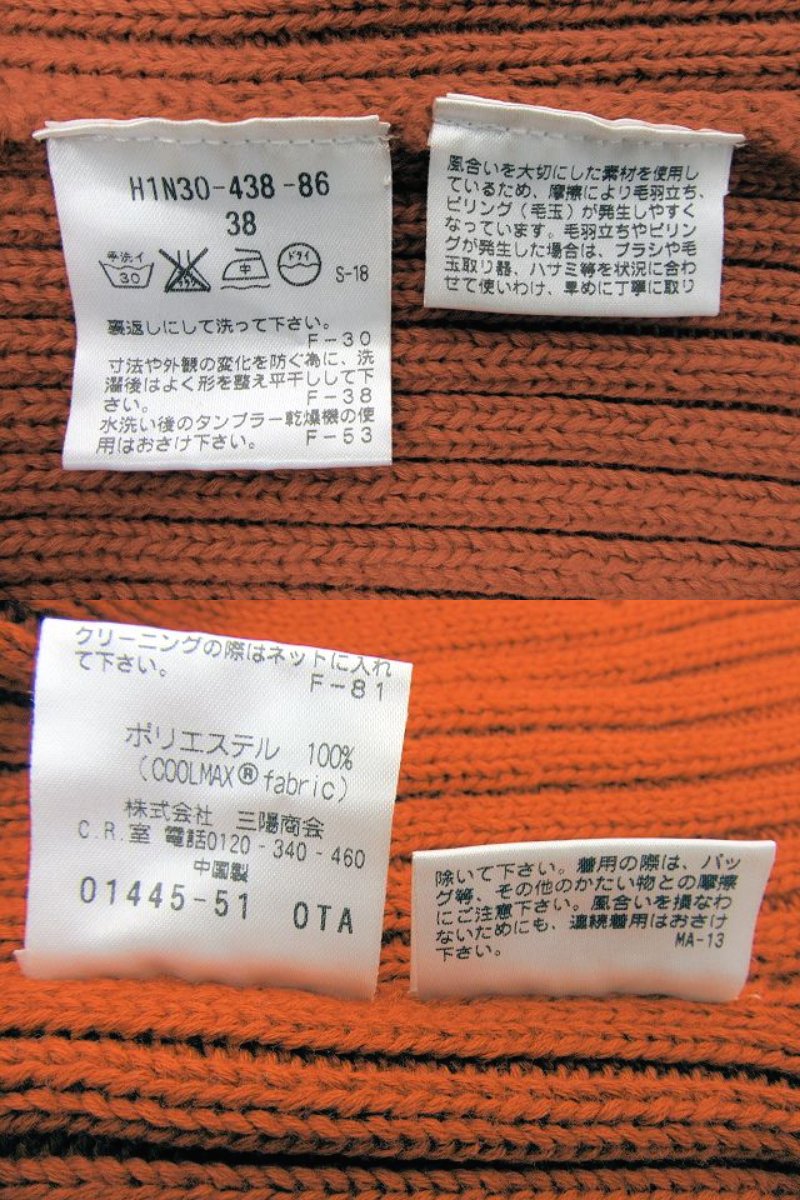 H1N30-438-86
38
手洗イ
30
エンソ
サラシ
中
ドライ
S-18
裏返しにして洗って下さい。
F-30
寸法や外観の変化を防ぐ為に、洗
濯後はよく形を整え平干しして下
さい。 F-38
水洗い後のタンブラー乾燥機の使
用はおさけ下さい。 F-53
風合いを大切にした素材を使用し
ているため、摩擦により毛羽立ち、
ピリング(毛玉)が発生しやすく
なっています。毛羽立ちやピリン
グが発生した場合は、ブラシや毛
玉取り器、ハサミ等を状況に合わ
せて使いわけ、早めに丁寧に取り
クリーニングの際はネットに入れ
て下さい。 F-81
ポリエステル 100%
(COOLMAX®fabric)
株式会社 三陽商会
C.R.室 電話0120-340-460
中国製
01445-51 OTA
除いて下さい。着用の際は、バッ
グ等、その他のかたい物との摩擦
にご注意下さい。風合いを損なわ
ないためにも、連続着用はおさけ
下さい。 MA-13